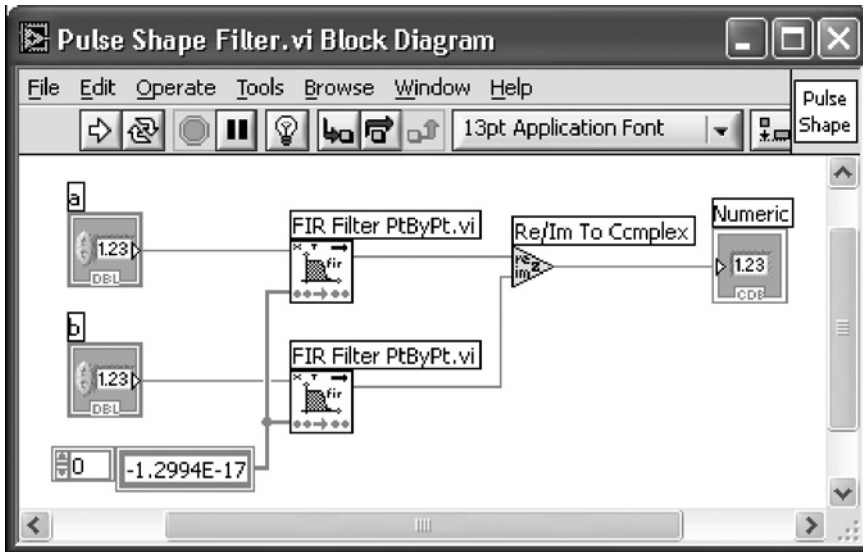 Pulse Shape Filter.vi Block Diagram
File Edit Operate Tools Browse Window Help
13pt Application Font
Pulse
Shape
a
1.23
DBL
FIR Filter PtByPt.vi
fir
Re/Im To Ccmplex
re
im
z
Numeric
1.23
CDB
b
1.23
DBL
FIR Filter PtByPt.vi
fir
0
-1.2994E-17